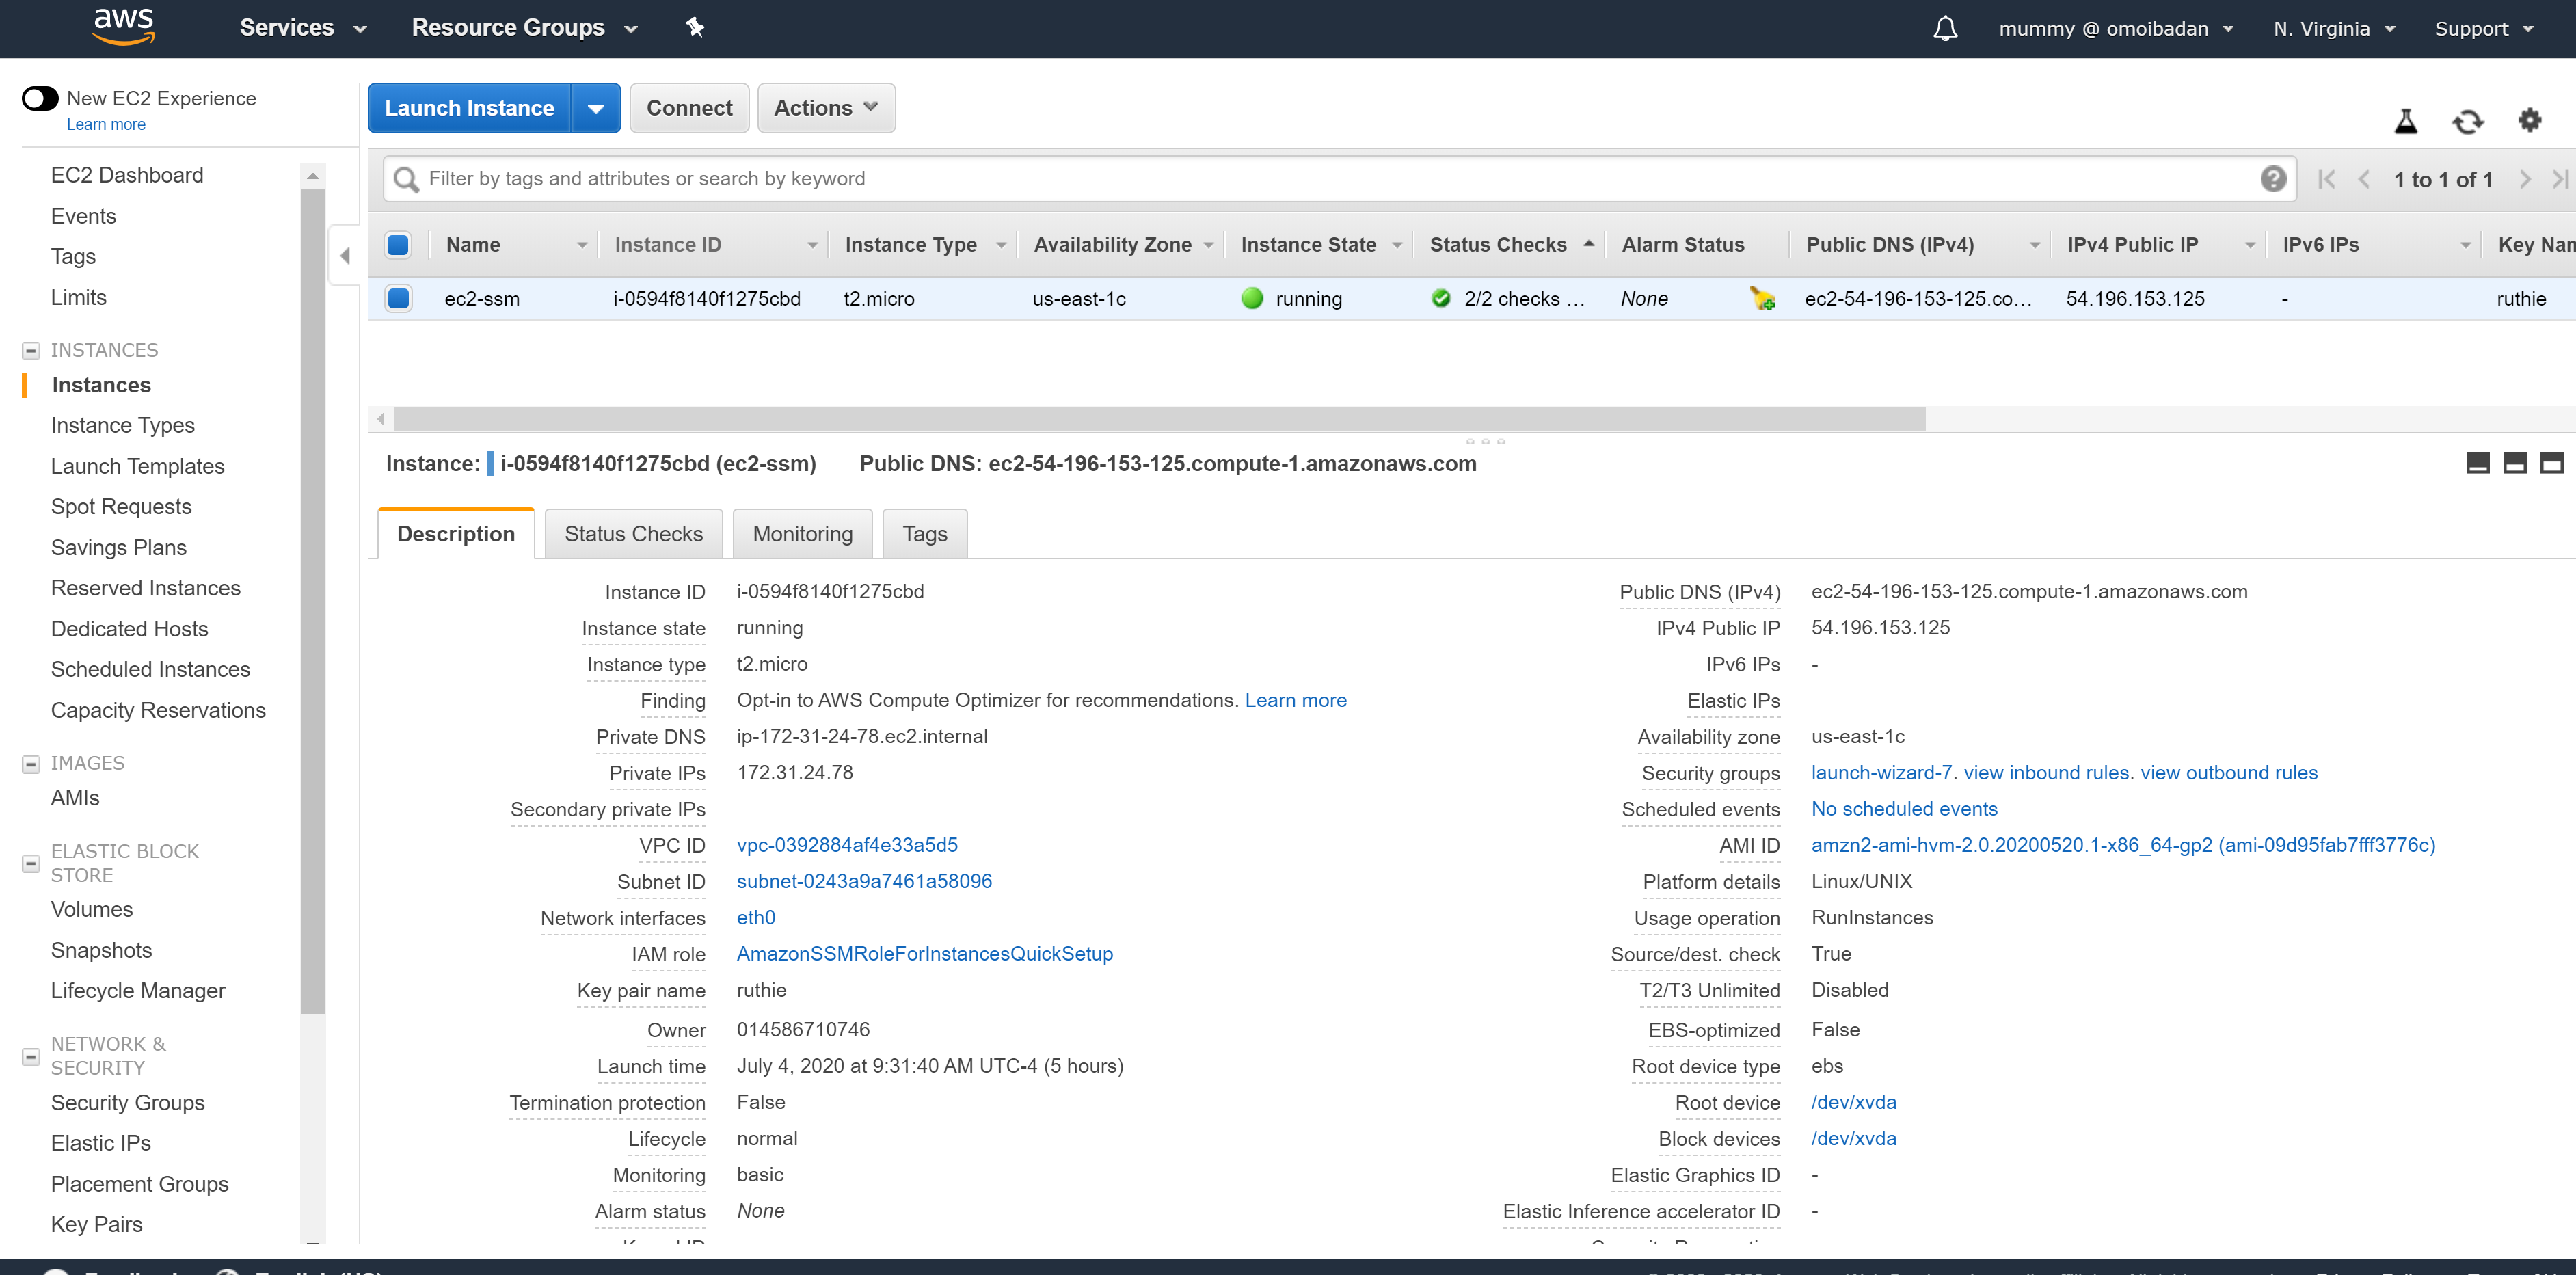 aws Services Resource Groups mummy @ omoibadan N. Virginia Support
New EC2 Experience
Learn more
EC2 Dashboard
Events
Tags
Limits
INSTANCES
Instances
Instance Types
Launch Templates
Spot Requests
Savings Plans
Reserved Instances
Dedicated Hosts
Scheduled Instances
Capacity Reservations
IMAGES
AMIs
ELASTIC BLOCK
STORE
Volumes
Snapshots
Lifecycle Manager
NETWORK &
SECURITY
Security Groups
Elastic IPs
Placement Groups
Key Pairs
Launch Instance Connect Actions
Filter by tags and attributes or search by keyword ? 1 to 1 of 1
Name Instance ID Instance Type Availability Zone Instance State Status Checks Alarm Status Public DNS (IPv4) IPv4 Public IP IPv6 IPs Key Nam
ec2-ssm i-0594f8140f1275cbd t2.micro us-east-1c running 2/2 checks ... None ec2-54-196-153-125.co... 54.196.153.125 - ruthie
Instance: i-0594f8140f1275cbd (ec2-ssm) Public DNS: ec2-54-196-153-125.compute-1.amazonaws.com
Description Status Checks Monitoring Tags
Instance ID i-0594f8140f1275cbd
Instance state running
Instance type t2.micro
Finding Opt-in to AWS Compute Optimizer for recommendations. Learn more
Private DNS ip-172-31-24-78.ec2.internal
Private IPs 172.31.24.78
Secondary private IPs
VPC ID vpc-0392884af4e33a5d5
Subnet ID subnet-0243a9a7461a58096
Network interfaces eth0
IAM role AmazonSSMRoleForInstancesQuickSetup
Key pair name ruthie
Owner 014586710746
Launch time July 4, 2020 at 9:31:40 AM UTC-4 (5 hours)
Termination protection False
Lifecycle normal
Monitoring basic
Alarm status None
Public DNS (IPv4) ec2-54-196-153-125.compute-1.amazonaws.com
IPv4 Public IP 54.196.153.125
IPv6 IPs -
Elastic IPs
Availability zone us-east-1c
Security groups launch-wizard-7. view inbound rules. view outbound rules
Scheduled events No scheduled events
AMI ID amzn2-ami-hvm-2.0.20200520.1-x86_64-gp2 (ami-09d95fab7fff3776c)
Platform details Linux/UNIX
Usage operation RunInstances
Source/dest. check True
T2/T3 Unlimited Disabled
EBS-optimized False
Root device type ebs
Root device /dev/xvda
Block devices /dev/xvda
Elastic Graphics ID -
Elastic Inference accelerator ID -